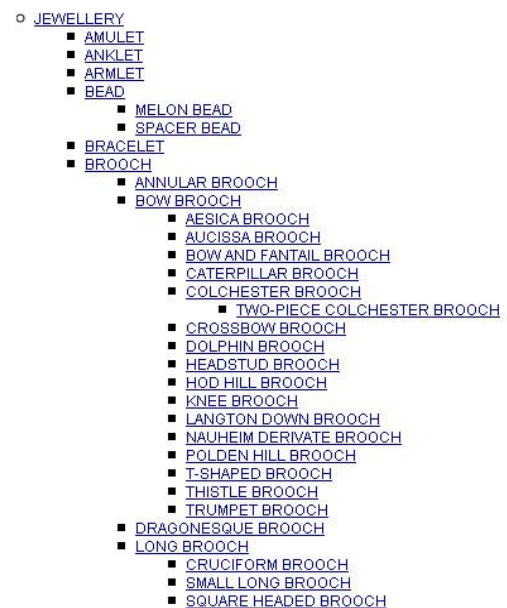 JEWELLERY
AMULET
ANKLET
ARMLET
BEAD
MELON BEAD
SPACER BEAD
BRACELET
BROOCH
ANNULAR BROOCH
BOW BROOCH
AESICA BROOCH
AUCISSA BROOCH
BOW AND FANTAIL BROOCH
CATERPILLAR BROOCH
COLCHESTER BROOCH
TWO-PIECE COLCHESTER BROOCH
CROSSBOW BROOCH
DOLPHIN BROOCH
HEADSTUD BROOCH
HOD HILL BROOCH
KNEE BROOCH
LANGTON DOWN BROOCH
NAUHEIM DERIVATE BROOCH
POLDEN HILL BROOCH
T-SHAPED BROOCH
THISTLE BROOCH
TRUMPET BROOCH
DRAGONESQUE BROOCH
LONG BROOCH
CRUCIFORM BROOCH
SMALL LONG BROOCH
SQUARE HEADED BROOCH